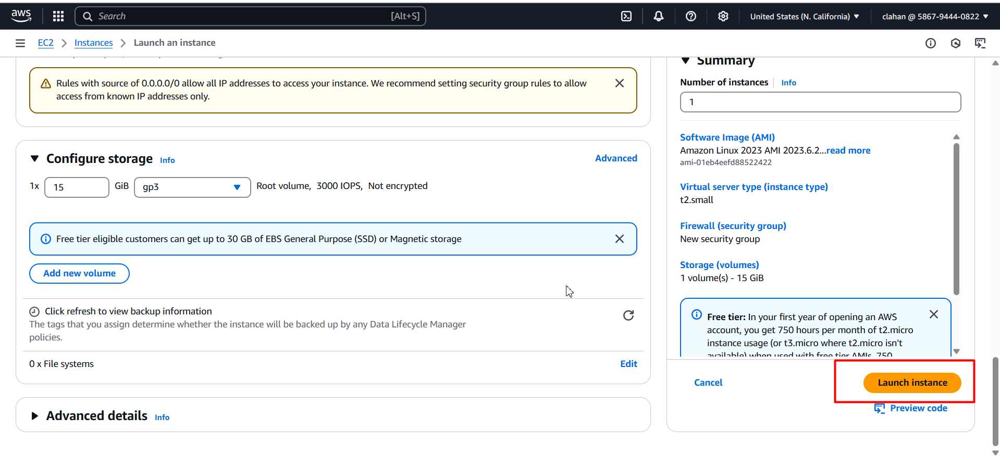 aws
Search
[Alt+S]
United States (N. California)
clahan @ 5867-9444-0822
EC2
Instances
Launch an instance
Rules with source of 0.0.0.0/0 allow all IP addresses to access your instance. We recommend setting security group rules to allow
access from known IP addresses only.
Configure storage
Info
Advanced
1x
15
GiB
gp3
Root volume, 3000 IOPS, Not encrypted
Free tier eligible customers can get up to 30 GB of EBS General Purpose (SSD) or Magnetic storage
Add new volume
Click refresh to view backup information
The tags that you assign determine whether the instance will be backed up by any Data Lifecycle Manager
policies.
0 x File systems
Edit
Advanced details
Info
Summary
Number of instances
Info
1
Software Image (AMI)
Amazon Linux 2023 AMI 2023.6.2...read more
ami-01eb4eefd88522422
Virtual server type (instance type)
t2.small
Firewall (security group)
New security group
Storage (volumes)
1 volume(s) - 15 GiB
Free tier: In your first year of opening an AWS
account, you get 750 hours per month of t2.micro
instance usage (or t3.micro where t2.micro isn't
available) when used with free tier AMIs, 750
Cancel
Launch instance
Preview code